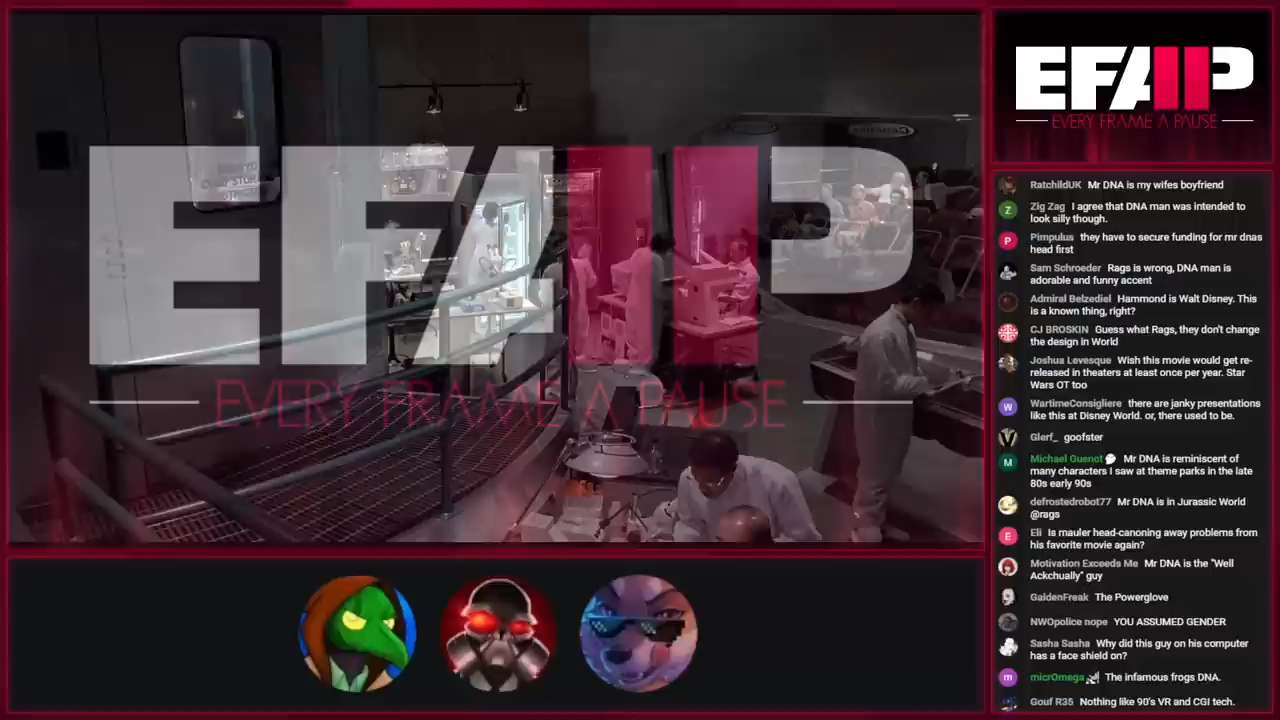 EFAP
EVERY FRAME A PAUSE
EFAP
EVERY FRAME A PAUSE
RatchildUK Mr DNA is my wifes boyfriend
Zig Zag I agree that DNA man was intended to
look silly though.
Pimpulus they have to secure funding for mr dnas
head first
Sam Schroeder Rags is wrong, DNA man is
adorable and funny accent
Admiral Belzediel Hammond is Walt Disney. This
is a known thing, right?
CJ BROSKIN Guess what Rags, they don't change
the design in World
Joshua Levesque Wish this movie would get re-
released in theaters at least once per year. Star
Wars OT too
WartimeConsigliere there are janky presentations
like this at Disney World. or, there used to be.
Glerf_ goofster
Michael Guenot Mr DNA is reminiscent of
many characters I saw at theme parks in the late
80s early 90s
defrostedrobot77 Mr DNA is in Jurassic World
@rags
Eli Is mauler head-canoning away problems from
his favorite movie again?
Motivation Exceeds Me Mr DNA is the "Well
Ackchually" guy
GaidenFreak The Powerglove
NWOpolice nope YOU ASSUMED GENDER
Sasha Sasha Why did this guy on his computer
has a face shield on?
micrOmega The infamous frogs DNA.
Gouf R35 Nothing like 90's VR and CGI tech.